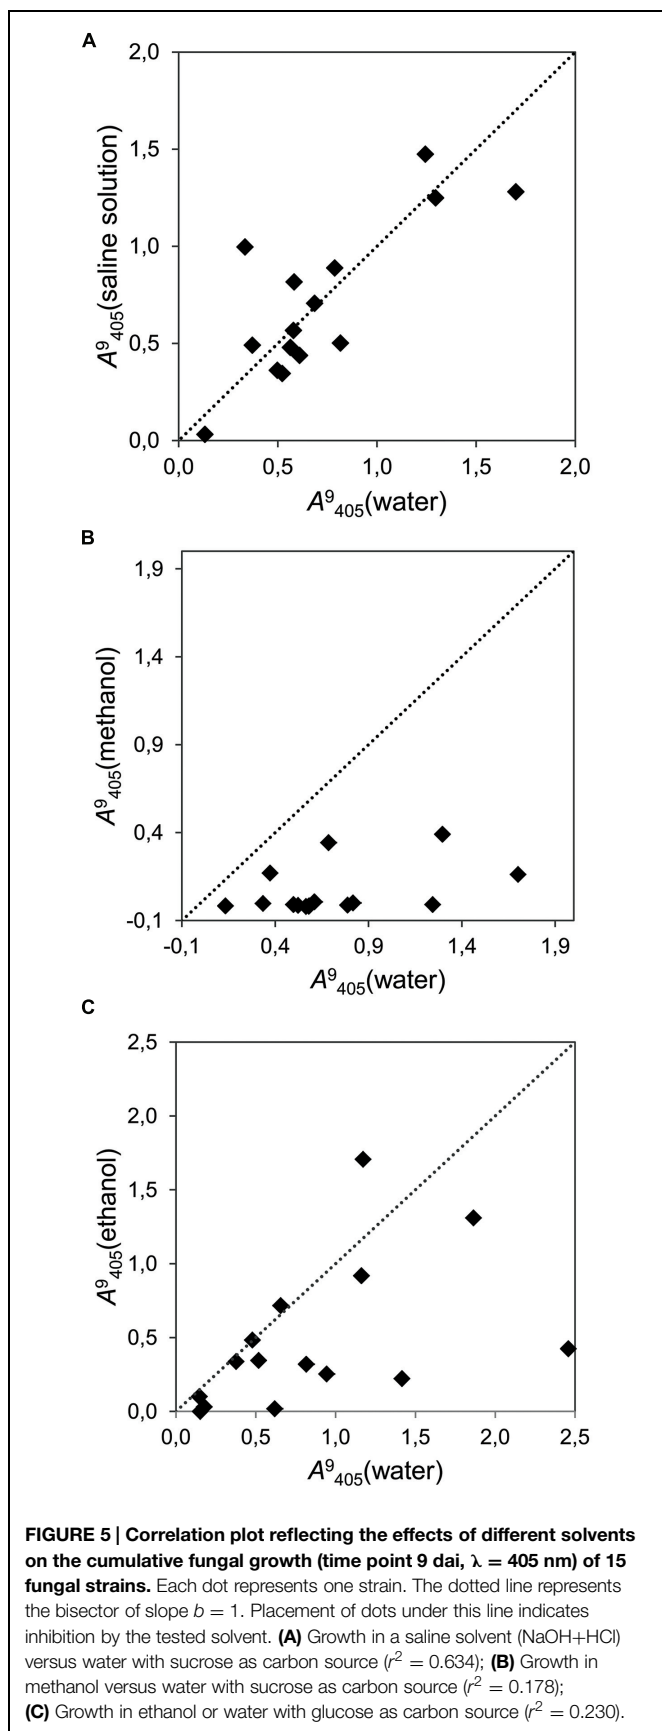 A
2,0
1,5
1,0
0,5
0,0
A⁹₄₀₅(saline solution)
0,0 0,5 1,0 1,5 2,0
A⁹₄₀₅(water)
B
1,9
1,4
0,9
0,4
-0,1
A⁹₄₀₅(methanol)
-0,1 0,4 0,9 1,4 1,9
A⁹₄₀₅(water)
C
2,5
2,0
1,5
1,0
0,5
0,0
A⁹₄₀₅(ethanol)
0,0 0,5 1,0 1,5 2,0 2,5
A⁹₄₀₅(water)
FIGURE 5 | Correlation plot reflecting the effects of different solvents
on the cumulative fungal growth (time point 9 dai, λ = 405 nm) of 15
fungal strains. Each dot represents one strain. The dotted line represents
the bisector of slope b = 1. Placement of dots under this line indicates
inhibition by the tested solvent. (A) Growth in a saline solvent (NaOH+HCl)
versus water with sucrose as carbon source (r² = 0.634); (B) Growth in
methanol versus water with sucrose as carbon source (r² = 0.178);
(C) Growth in ethanol or water with glucose as carbon source (r² = 0.230).